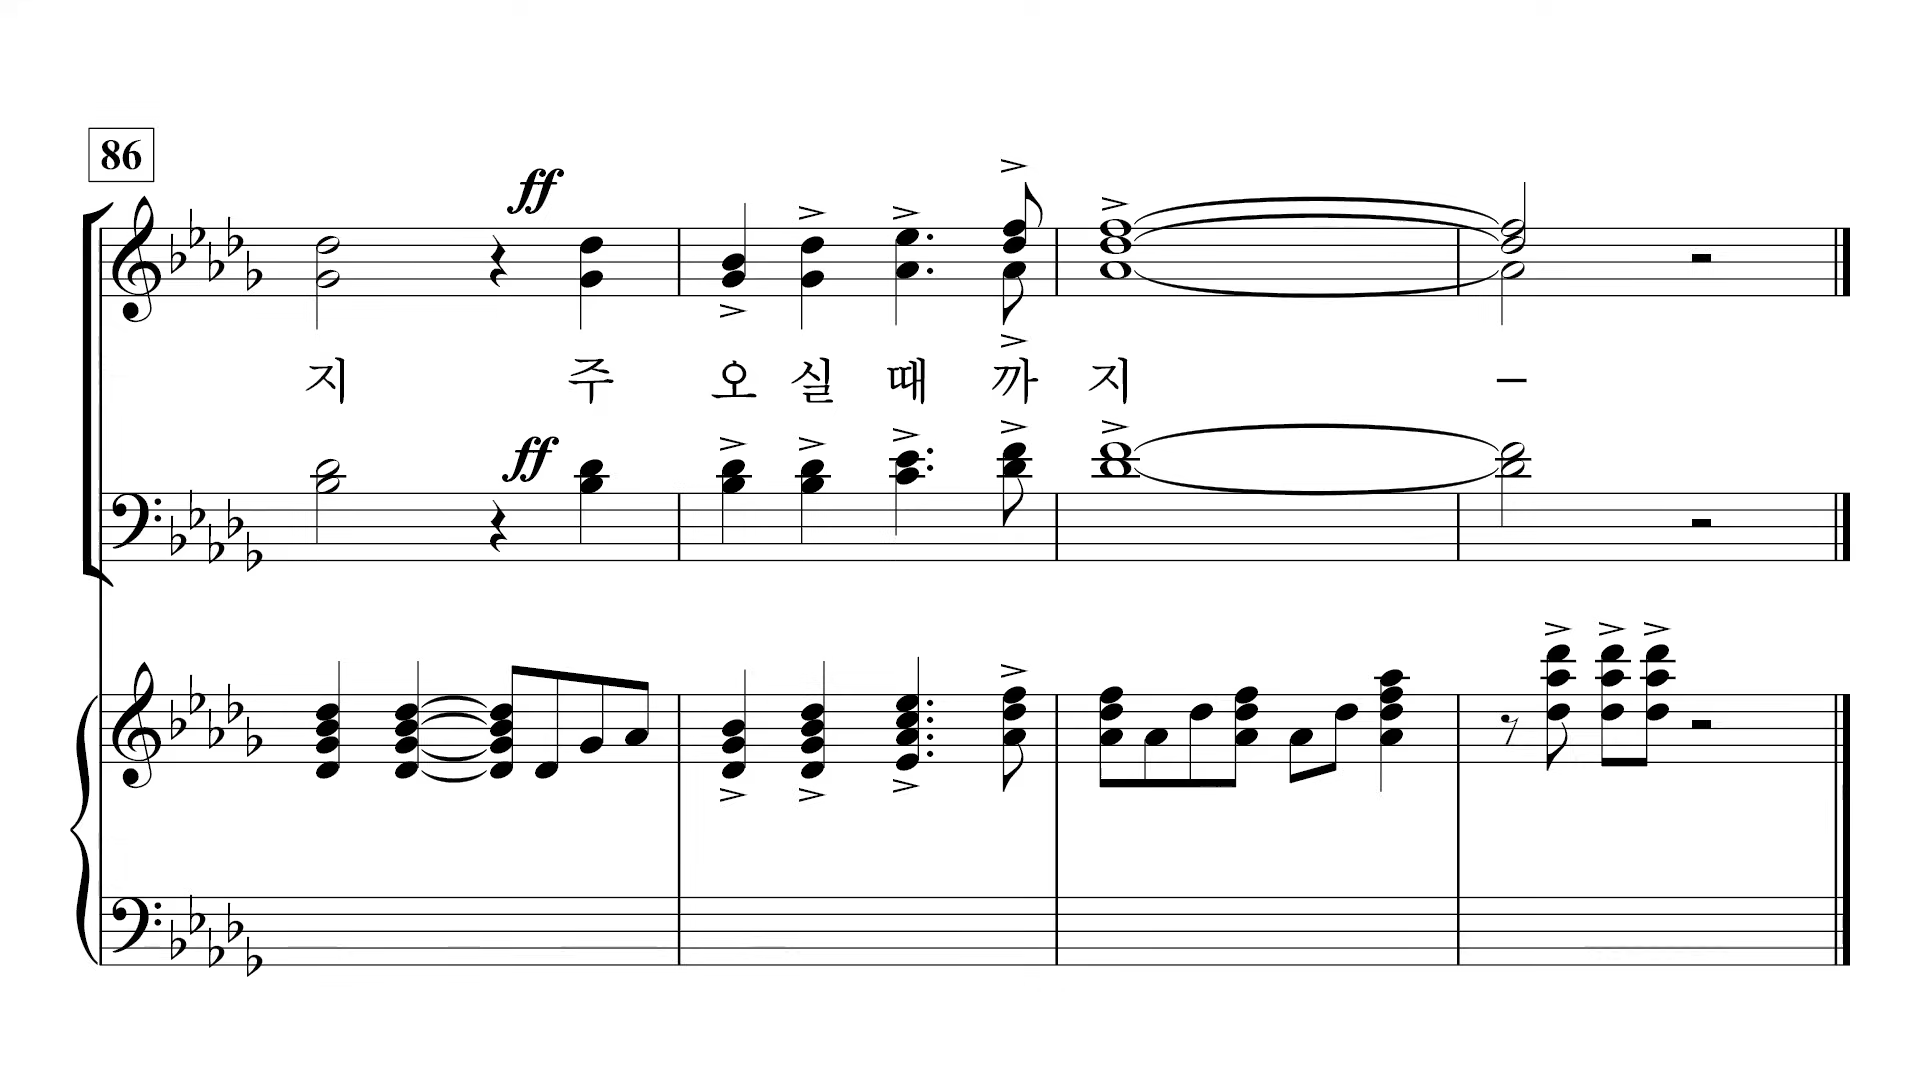 86
ff
지 주 오 실 때 까 지 –
ff